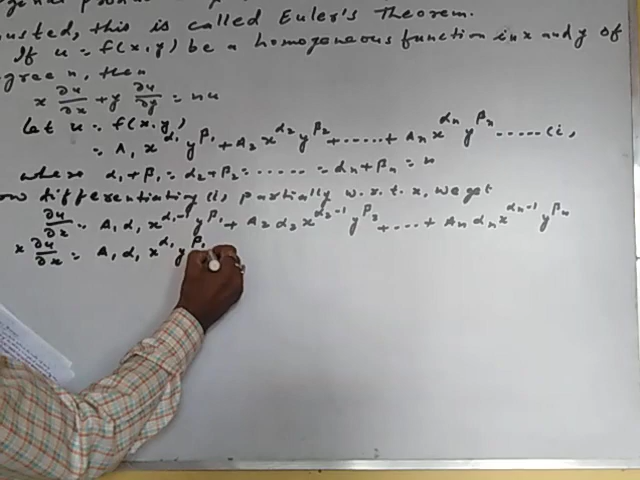 this is called Euler's Theorem.
If u = f(x, y) be a homogeneous function in x and y of
degree n, then
x ∂u/∂x + y ∂u/∂y = nu
Let u = f(x, y)
= A₁ x^α₁ y^β₁ + A₂ x^α₂ y^β₂ + ..... + Aₙ x^αₙ y^βₙ ..... (i,
where α₁ + β₁ = α₂ + β₂ = ...... = αₙ + βₙ = n
ow differentiating (i, partially w.r.t. x, we get
∂u/∂x = A₁ α₁ x^α₁-1 y^β₁ + A₂ α₂ x^α₂-1 y^β₂ + .... + Aₙ αₙ x^αₙ-1 y^βₙ
x ∂u/∂x = A₁ α₁ x^α₁ y^β₁